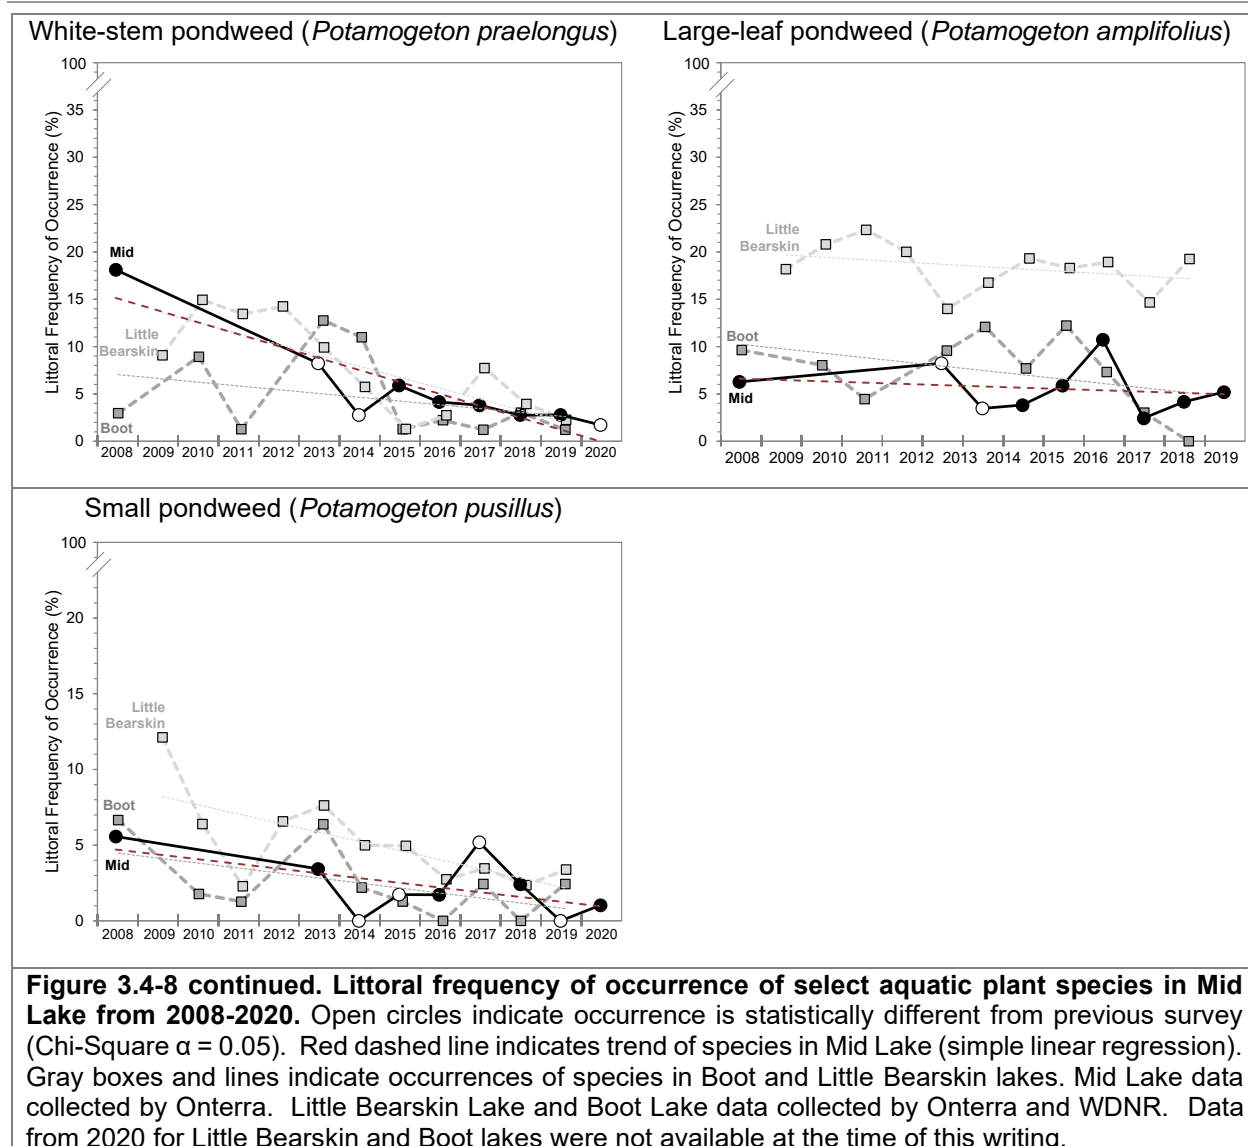 White-stem pondweed (Potamogeton praelongus)
100
35
30
25
20
15
10
5
0
Littoral Frequency of Occurrence (%)
Mid
Little
Bearskin
Boot
2008 2009 2010 2011 2012 2013 2014 2015 2016 2017 2018 2019 2020
Large-leaf pondweed (Potamogeton amplifolius)
100
35
30
25
20
15
10
5
0
Littoral Frequency of Occurrence (%)
Little
Bearskin
Boot
Mid
2008 2009 2010 2011 2012 2013 2014 2015 2016 2017 2018 2019
Small pondweed (Potamogeton pusillus)
100
20
15
10
5
0
Littoral Frequency of Occurrence (%)
Little
Bearskin
Boot
Mid
2008 2009 2010 2011 2012 2013 2014 2015 2016 2017 2018 2019 2020
Figure 3.4-8 continued. Littoral frequency of occurrence of select aquatic plant species in Mid
Lake from 2008-2020. Open circles indicate occurrence is statistically different from previous survey
(Chi-Square α = 0.05). Red dashed line indicates trend of species in Mid Lake (simple linear regression).
Gray boxes and lines indicate occurrences of species in Boot and Little Bearskin lakes. Mid Lake data
collected by Onterra. Little Bearskin Lake and Boot Lake data collected by Onterra and WDNR. Data
from 2020 for Little Bearskin and Boot lakes were not available at the time of this writing.